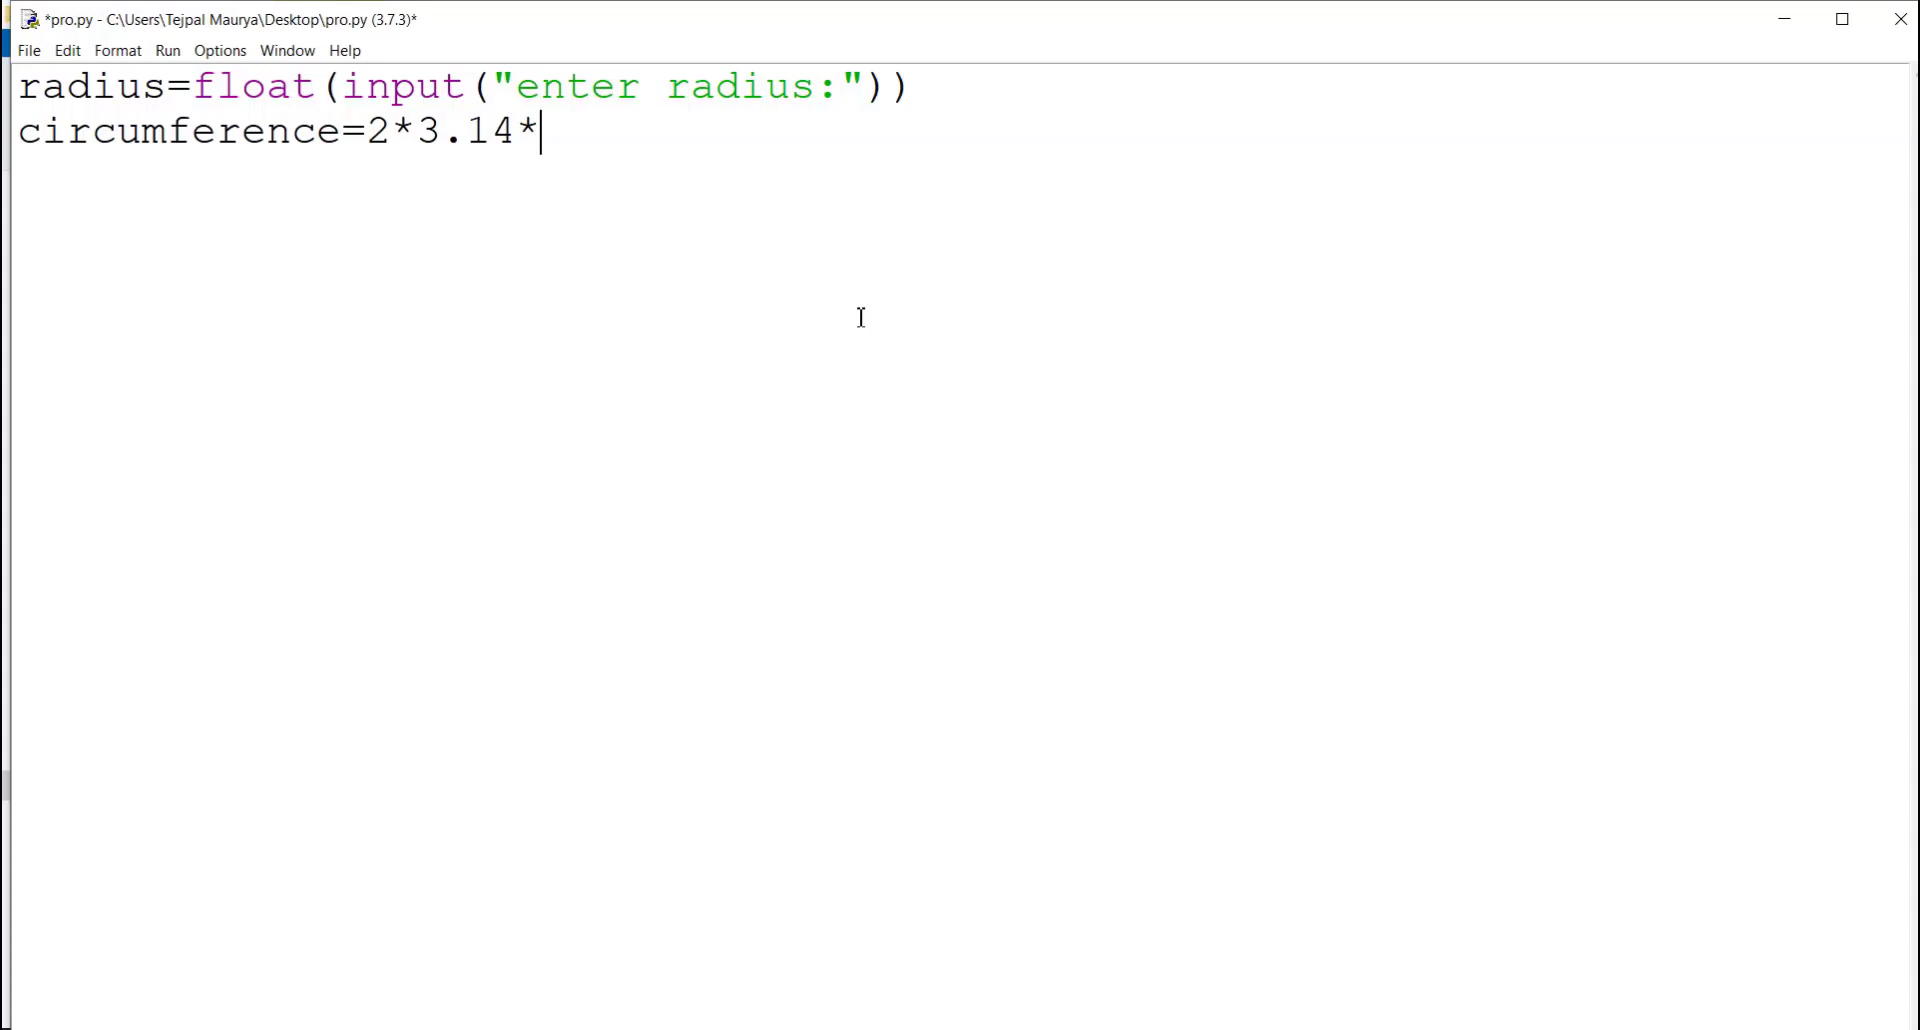 *pro.py - C:\Users\Tejpal Maurya\Desktop\pro.py (3.7.3)*
File Edit Format Run Options Window Help
radius=float(input("enter radius:"))
circumference=2*3.14*